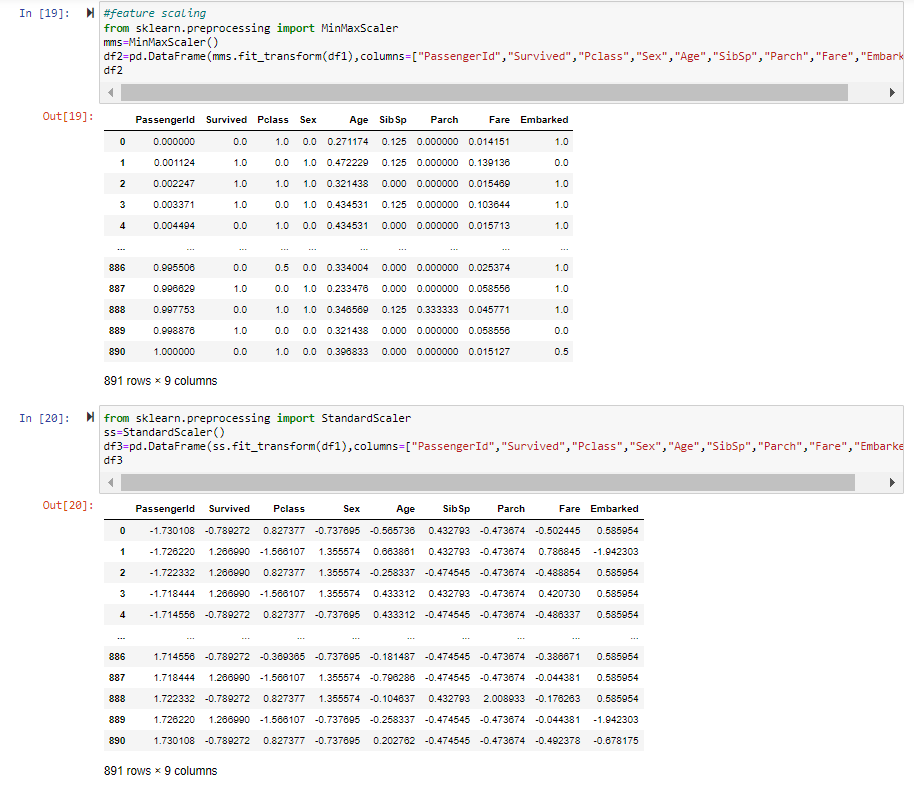 In [19]:
#feature scaling
from sklearn.preprocessing import MinMaxScaler
mms=MinMaxScaler()
df2=pd.DataFrame(mms.fit_transform(df1),columns=["PassengerId","Survived","Pclass","Sex","Age","SibSp","Parch","Fare","Embark
df2
Out[19]:
PassengerId Survived Pclass Sex Age SibSp Parch Fare Embarked
0 0.000000 0.0 1.0 0.0 0.271174 0.125 0.000000 0.014151 1.0
1 0.001124 1.0 0.0 1.0 0.472229 0.125 0.000000 0.139136 0.0
2 0.002247 1.0 1.0 1.0 0.321438 0.000 0.000000 0.015469 1.0
3 0.003371 1.0 0.0 1.0 0.434531 0.125 0.000000 0.103644 1.0
4 0.004494 0.0 1.0 0.0 0.434531 0.000 0.000000 0.015713 1.0
... ... ... ... ... ... ... ... ... ...
886 0.995506 0.0 0.5 0.0 0.334004 0.000 0.000000 0.025374 1.0
887 0.996629 1.0 0.0 1.0 0.233476 0.000 0.000000 0.058556 1.0
888 0.997753 0.0 1.0 1.0 0.346569 0.125 0.333333 0.045771 1.0
889 0.998876 1.0 0.0 0.0 0.321438 0.000 0.000000 0.058556 0.0
890 1.000000 0.0 1.0 0.0 0.396833 0.000 0.000000 0.015127 0.5
891 rows × 9 columns
In [20]:
from sklearn.preprocessing import StandardScaler
ss=StandardScaler()
df3=pd.DataFrame(ss.fit_transform(df1),columns=["PassengerId","Survived","Pclass","Sex","Age","SibSp","Parch","Fare","Embarke
df3
Out[20]:
PassengerId Survived Pclass Sex Age SibSp Parch Fare Embarked
0 -1.730108 -0.789272 0.827377 -0.737695 -0.565736 0.432793 -0.473674 -0.502445 0.585954
1 -1.726220 1.266990 -1.566107 1.355574 0.663861 0.432793 -0.473674 0.786845 -1.942303
2 -1.722332 1.266990 0.827377 1.355574 -0.258337 -0.474545 -0.473674 -0.488854 0.585954
3 -1.718444 1.266990 -1.566107 1.355574 0.433312 0.432793 -0.473674 0.420730 0.585954
4 -1.714556 -0.789272 0.827377 -0.737695 0.433312 -0.474545 -0.473674 -0.486337 0.585954
... ... ... ... ... ... ... ... ... ...
886 1.714556 -0.789272 -0.369365 -0.737695 -0.181487 -0.474545 -0.473674 -0.386671 0.585954
887 1.718444 1.266990 -1.566107 1.355574 -0.796286 -0.474545 -0.473674 -0.044381 0.585954
888 1.722332 -0.789272 0.827377 1.355574 -0.104637 0.432793 2.008933 -0.176263 0.585954
889 1.726220 1.266990 -1.566107 -0.737695 -0.258337 -0.474545 -0.473674 -0.044381 -1.942303
890 1.730108 -0.789272 0.827377 -0.737695 0.202762 -0.474545 -0.473674 -0.492378 -0.678175
891 rows × 9 columns